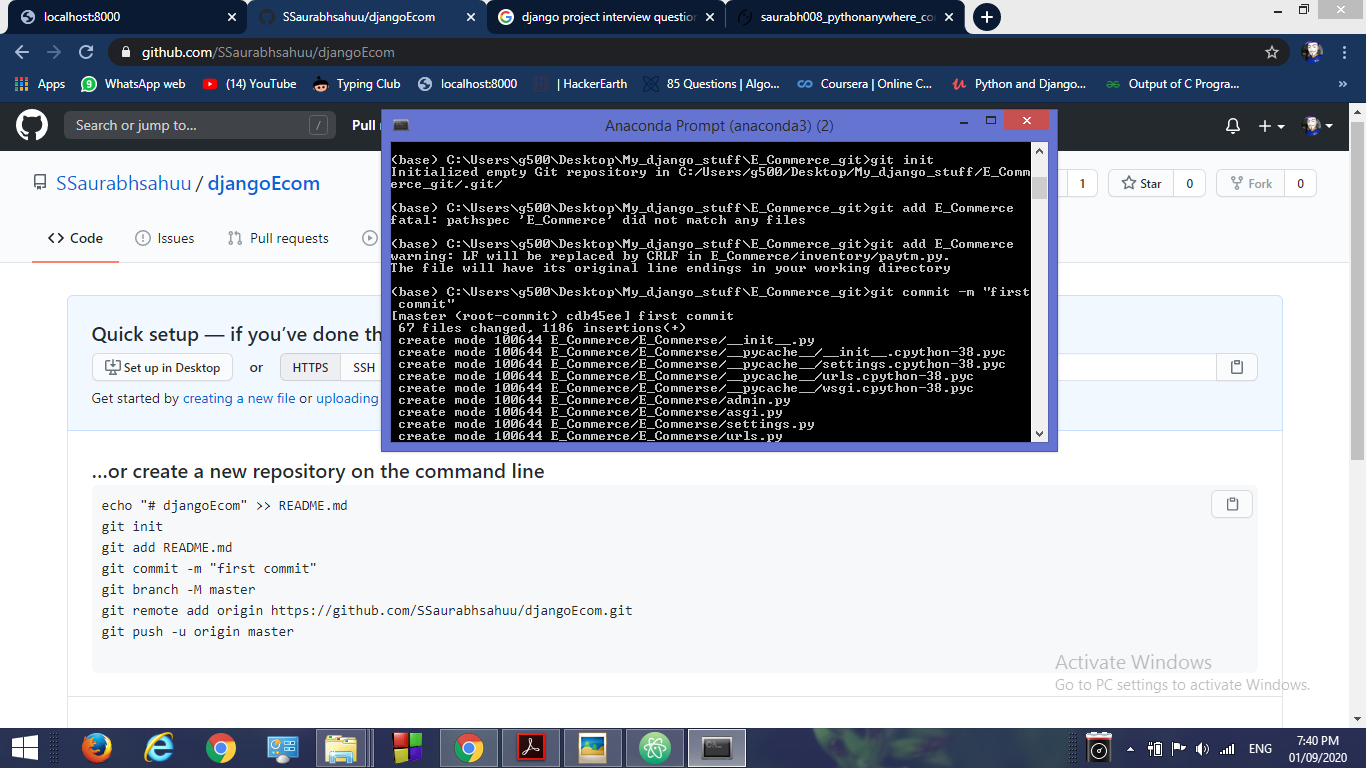 localhost:8000
SSaurabhsahuu/djangoEcom
django project interview question
saurabh008_pythonanywhere_co
github.com/SSaurabhsahuu/djangoEcom
Apps
WhatsApp web
(14) YouTube
Typing Club
localhost:8000
| HackerEarth
85 Questions | Algo...
Coursera | Online C...
Python and Django...
Output of C Progra...
»
Search or jump to...
/
Pull
Anaconda Prompt (anaconda3) (2)
(base) C:\Users\g500\Desktop\My_django_stuff\E_Commerce_git>git init
Initialized empty Git repository in C:/Users/g500/Desktop/My_django_stuff/E_Comm
erce_git/.git/
(base) C:\Users\g500\Desktop\My_django_stuff\E_Commerce_git>git add E_Commerce
fatal: pathspec 'E_Commerce' did not match any files
(base) C:\Users\g500\Desktop\My_django_stuff\E_Commerce_git>git add E_Commerce
warning: LF will be replaced by CRLF in E_Commerce/inventory/paytm.py.
The file will have its original line endings in your working directory
(base) C:\Users\g500\Desktop\My_django_stuff\E_Commerce_git>git commit -m "first
commit"
[master (root-commit) cdb45ee] first commit
67 files changed, 1186 insertions(+)
create mode 100644 E_Commerce/E_Commerse/__init__.py
create mode 100644 E_Commerce/E_Commerse/__pycache__/__init__.cpython-38.pyc
create mode 100644 E_Commerce/E_Commerse/__pycache__/settings.cpython-38.pyc
create mode 100644 E_Commerce/E_Commerse/__pycache__/urls.cpython-38.pyc
create mode 100644 E_Commerce/E_Commerse/__pycache__/wsgi.cpython-38.pyc
create mode 100644 E_Commerce/E_Commerse/admin.py
create mode 100644 E_Commerce/E_Commerse/asgi.py
create mode 100644 E_Commerce/E_Commerse/settings.py
create mode 100644 E_Commerce/E_Commerse/urls.py
SSaurabhsahuu / djangoEcom
1
Star 0
Fork 0
Code
Issues
Pull requests
Quick setup — if you've done th
Set up in Desktop
or
HTTPS
SSH
Get started by creating a new file or uploading
...or create a new repository on the command line
echo "# djangoEcom" >> README.md
git init
git add README.md
git commit -m "first commit"
git branch -M master
git remote add origin https://github.com/SSaurabhsahuu/djangoEcom.git
git push -u origin master
Activate Windows
Go to PC settings to activate Windows.
ENG
7:40 PM
01/09/2020